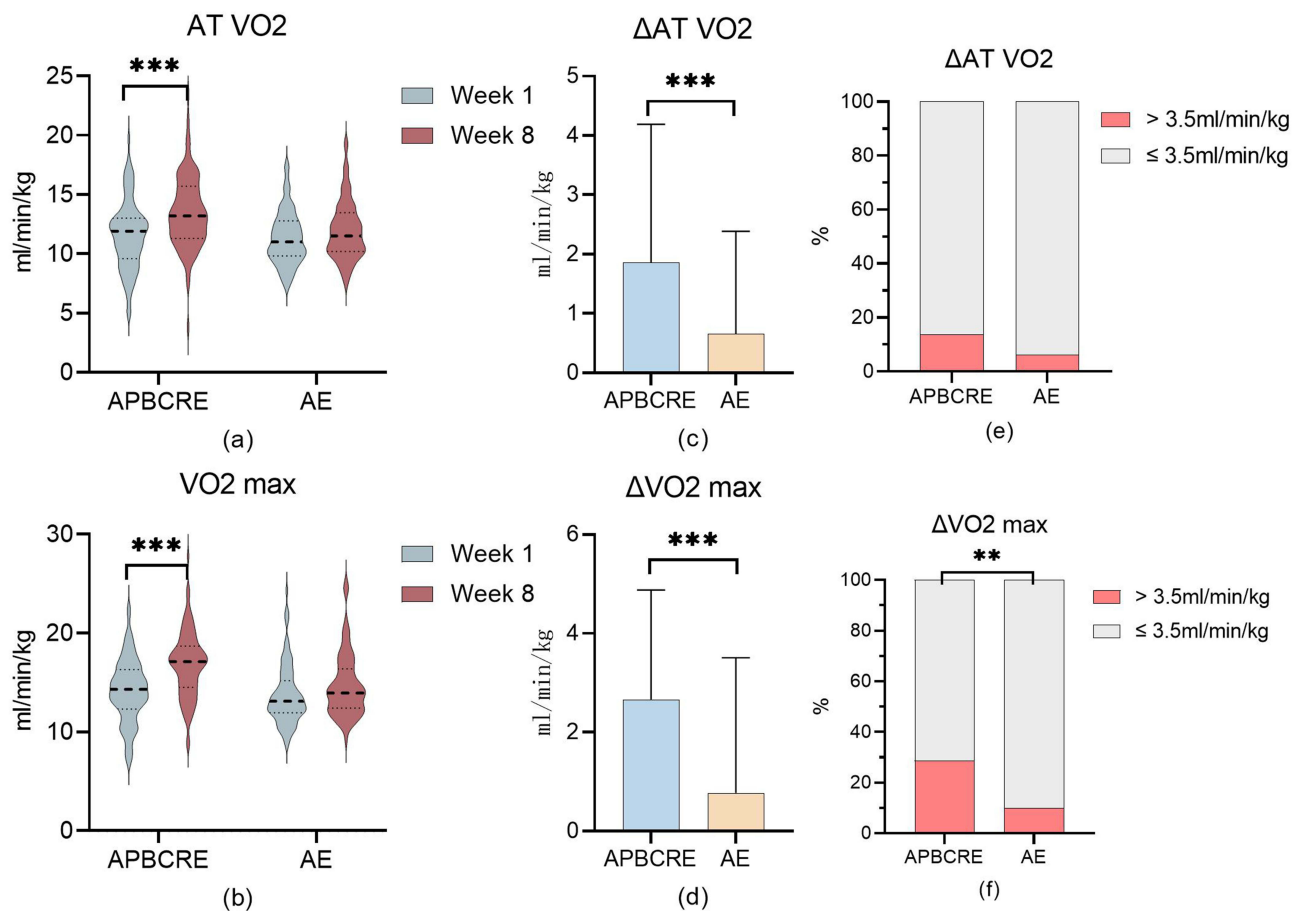 AT VO2
***
25
20
15
10
5
0
ml/min/kg
Week 1
Week 8
APBCRE
AE
(a)
ΔAT VO2
***
5
4
3
2
1
0
ml/min/kg
APBCRE
AE
(c)
ΔAT VO2
100
80
60
40
20
0
%
> 3.5ml/min/kg
≤ 3.5ml/min/kg
APBCRE
AE
(e)
VO2 max
***
30
20
10
0
ml/min/kg
Week 1
Week 8
APBCRE
AE
(b)
ΔVO2 max
***
6
4
2
0
ml/min/kg
APBCRE
AE
(d)
ΔVO2 max
**
100
80
60
40
20
0
%
> 3.5ml/min/kg
≤ 3.5ml/min/kg
APBCRE
AE
(f)